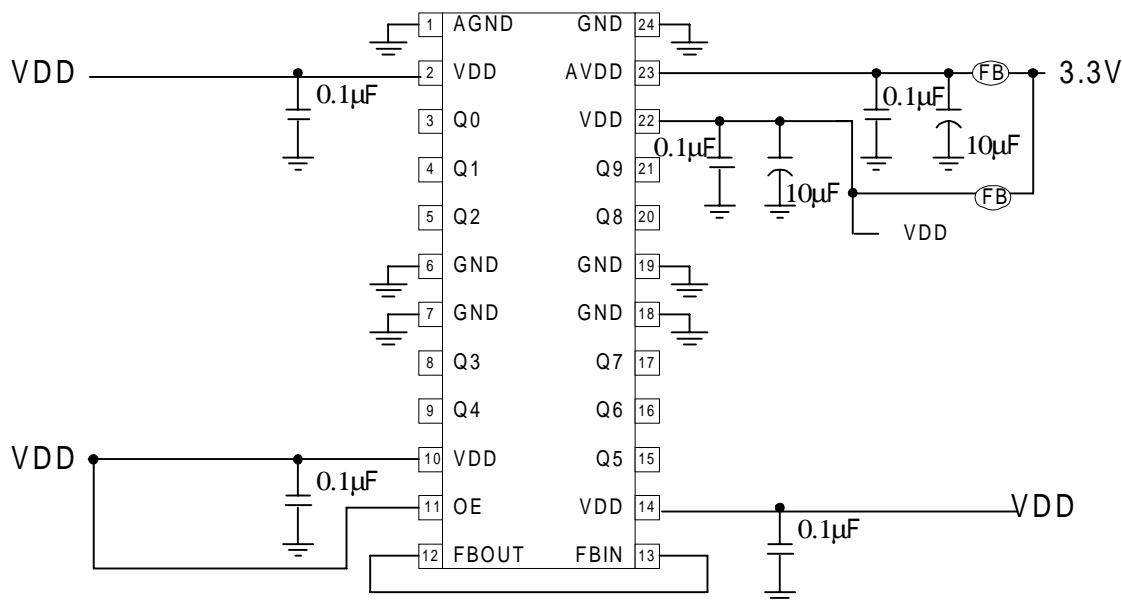 1 AGND GND 24
VDD 2 VDD AVDD 23 FB 3.3V
0.1μF 0.1μF
3 Q0 VDD 22 10μF
0.1μF
4 Q1 Q9 21
10μF FB
5 Q2 Q8 20 VDD
6 GND GND 19
7 GND GND 18
8 Q3 Q7 17
9 Q4 Q6 16
VDD 10 VDD Q5 15
0.1μF
11 OE VDD 14 VDD
0.1μF
12 FBOUT FBIN 13